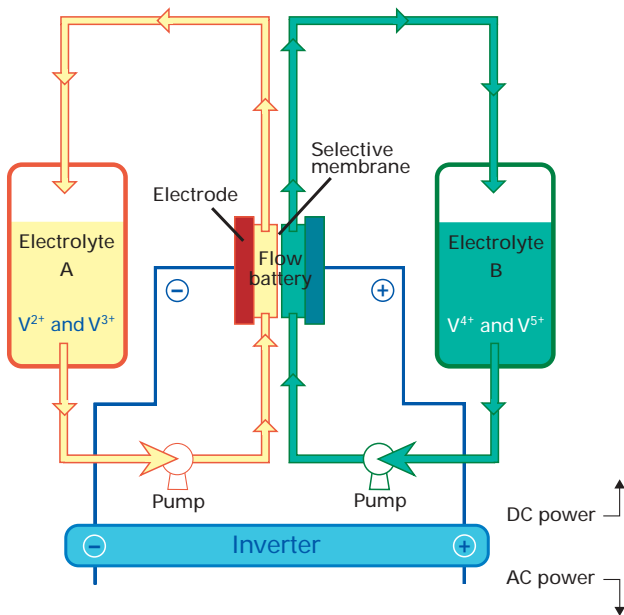 Selective
membrane
Electrode
Electrolyte
A
V²⁺ and V³⁺
Flow
battery
−
+
Electrolyte
B
V⁴⁺ and V⁵⁺
Pump
Pump
DC power
−
Inverter
+
AC power